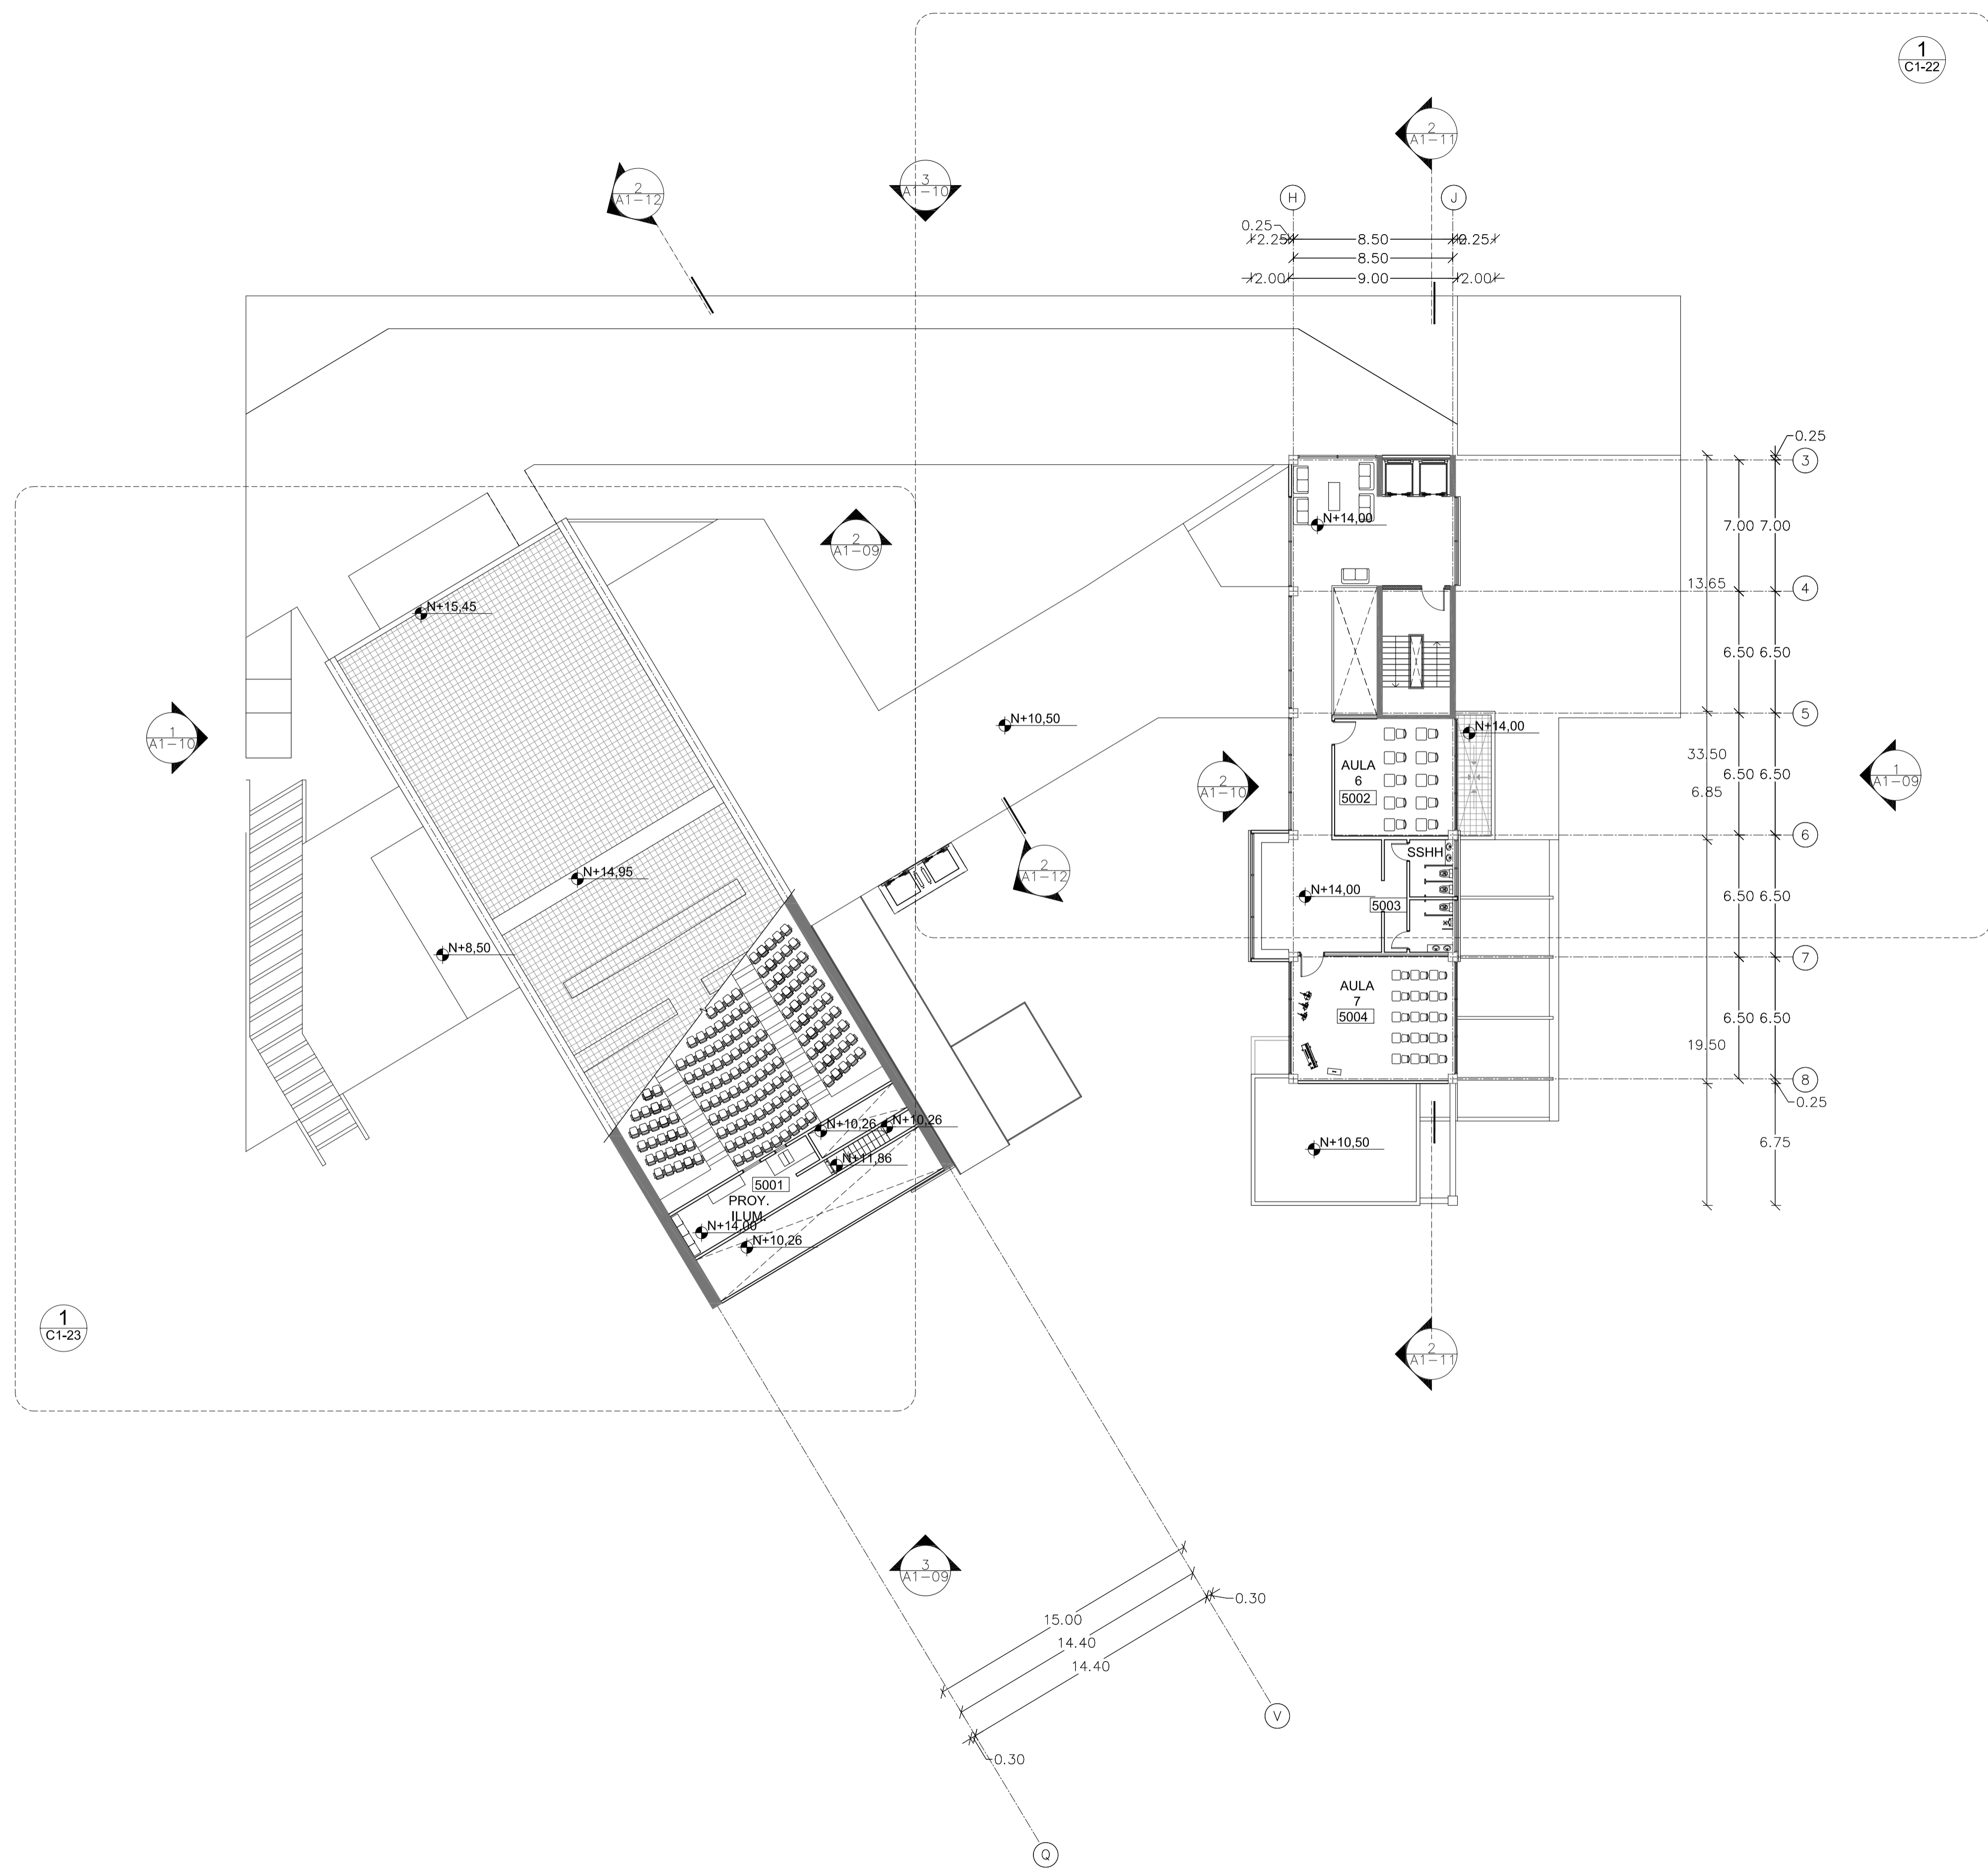 1
C1-22
2
A1-11
2
A1-12
3
A1-10
H
J
0.25
2.25
8.50
2.25
8.50
2.00
9.00
2.00
0.25
3
N+14,00
7.00
7.00
2
A1-09
13.65
4
N+15,45
6.50
6.50
5
N+10,50
N+14,00
1
A1-10
33.50
AULA
6
5002
6.50
6.50
2
A1-10
1
A1-09
6.85
6
SSHH
2
A1-12
N+14,95
N+14,00
5003
6.50
6.50
N+8,50
7
AULA
7
5004
6.50
6.50
19.50
8
0.25
N+10,26
N+10,26
N+10,50
6.75
N+11,86
5001
PROY.
ILUM.
N+14,00
N+10,26
1
C1-23
2
A1-11
3
A1-09
15.00
0.30
14.40
14.40
V
0.30
Q